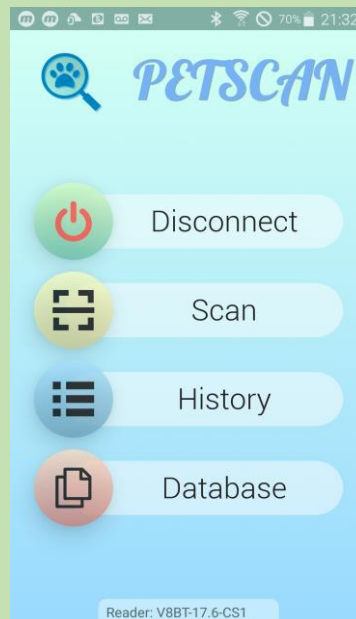 70% 21:32
PETSCAN
Disconnect
Scan
History
Database
Reader: V8BT-17.6-CS1